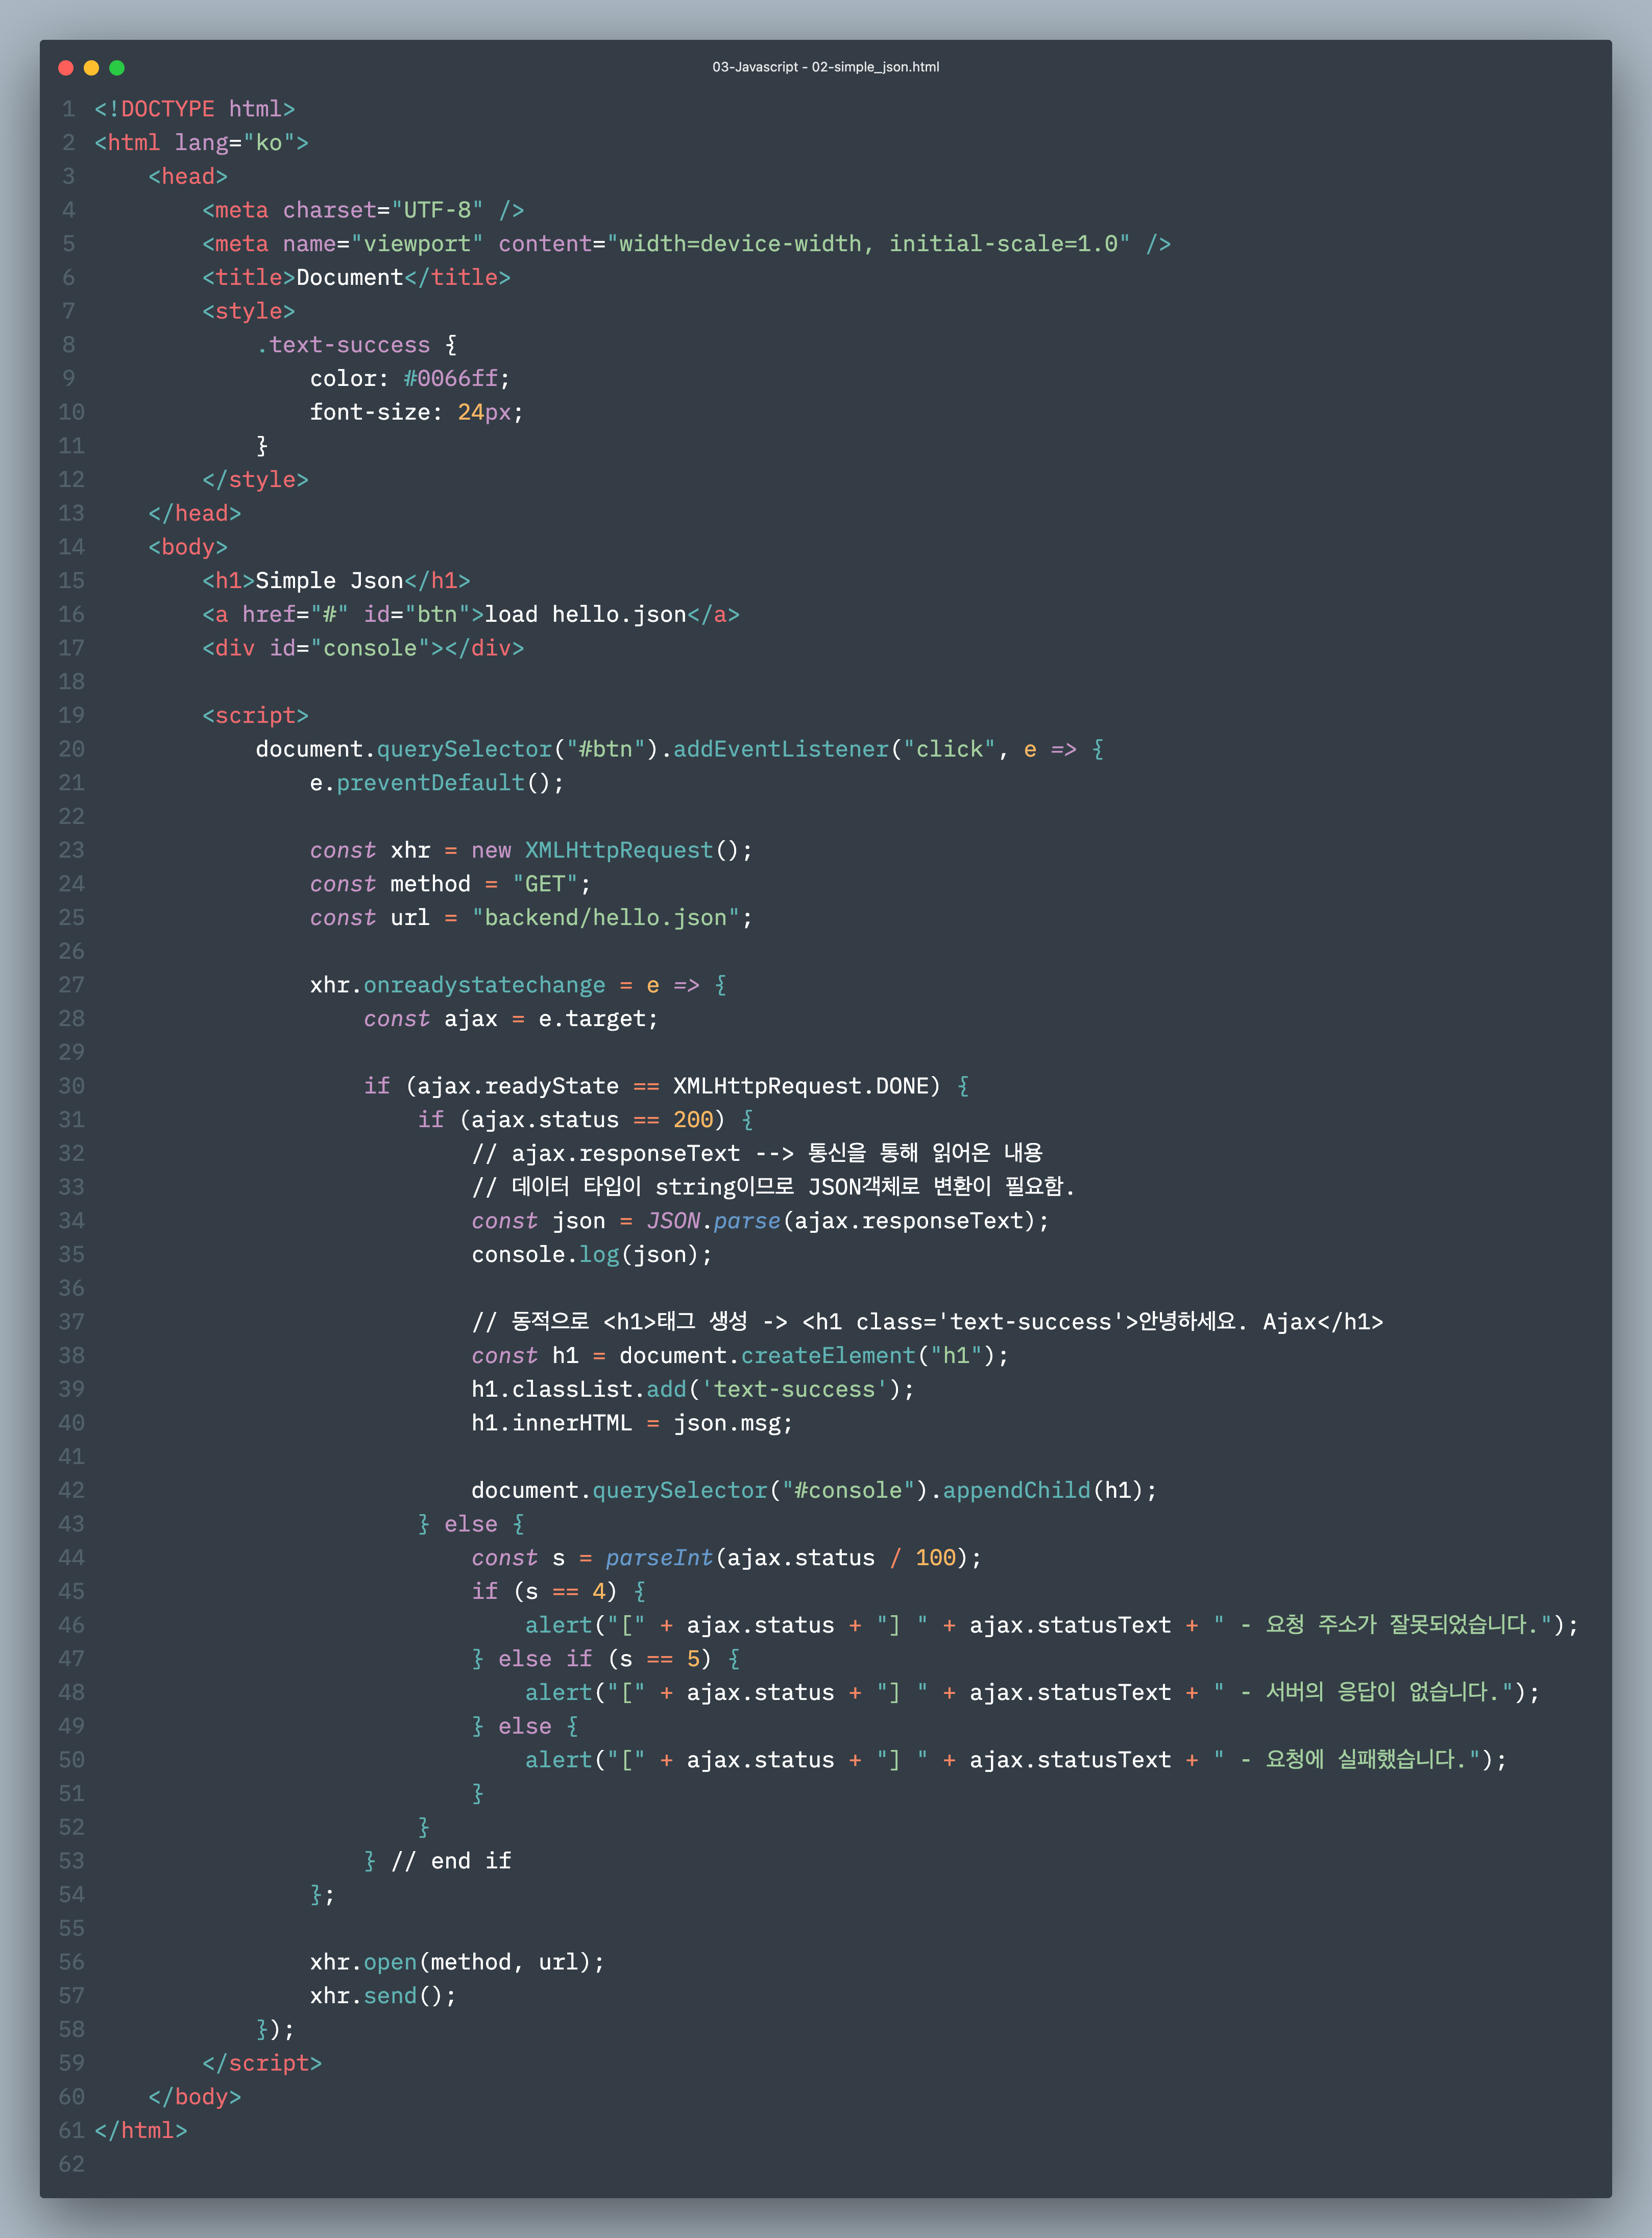 03-Javascript - 02-simple_json.html
1 <!DOCTYPE html>
2 <html lang="ko">
3     <head>
4         <meta charset="UTF-8" />
5         <meta name="viewport" content="width=device-width, initial-scale=1.0" />
6         <title>Document</title>
7         <style>
8             .text-success {
9                 color: #0066ff;
10                 font-size: 24px;
11             }
12         </style>
13     </head>
14     <body>
15         <h1>Simple Json</h1>
16         <a href="#" id="btn">load hello.json</a>
17         <div id="console"></div>
18
19         <script>
20             document.querySelector("#btn").addEventListener("click", e => {
21                 e.preventDefault();
22
23                 const xhr = new XMLHttpRequest();
24                 const method = "GET";
25                 const url = "backend/hello.json";
26
27                 xhr.onreadystatechange = e => {
28                     const ajax = e.target;
29
30                     if (ajax.readyState == XMLHttpRequest.DONE) {
31                         if (ajax.status == 200) {
32                             // ajax.responseText --> 통신을 통해 읽어온 내용
33                             // 데이터 타입이 string이므로 JSON객체로 변환이 필요함.
34                             const json = JSON.parse(ajax.responseText);
35                             console.log(json);
36
37                             // 동적으로 <h1>태그 생성 -> <h1 class='text-success'>안녕하세요. Ajax</h1>
38                             const h1 = document.createElement("h1");
39                             h1.classList.add('text-success');
40                             h1.innerHTML = json.msg;
41
42                             document.querySelector("#console").appendChild(h1);
43                         } else {
44                             const s = parseInt(ajax.status / 100);
45                             if (s == 4) {
46                                 alert("[" + ajax.status + "] " + ajax.statusText + " - 요청 주소가 잘못되었습니다.");
47                             } else if (s == 5) {
48                                 alert("[" + ajax.status + "] " + ajax.statusText + " - 서버의 응답이 없습니다.");
49                             } else {
50                                 alert("[" + ajax.status + "] " + ajax.statusText + " - 요청에 실패했습니다.");
51                             }
52                         }
53                     } // end if
54                 };
55
56                 xhr.open(method, url);
57                 xhr.send();
58             });
59         </script>
60     </body>
61 </html>
62